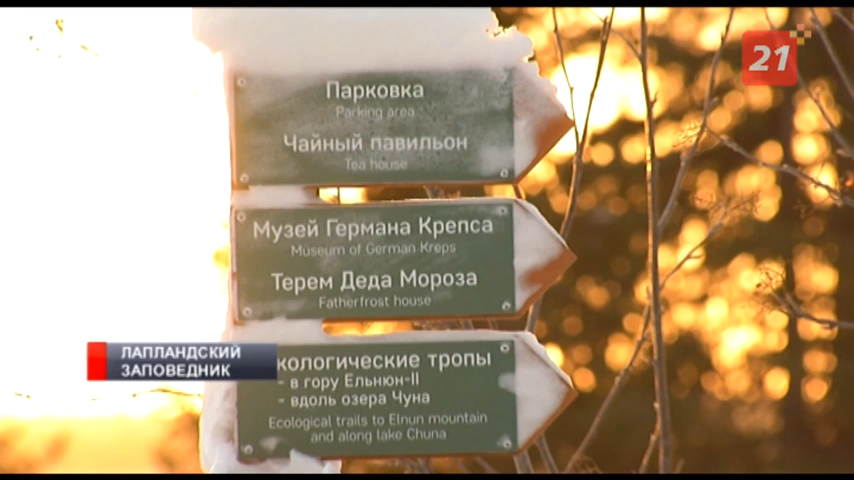 21
Парковка
Parking area
Чайный павильон
Tea house
Музей Германа Крепса
Museum of German Kreps
Терем Деда Мороза
Fatherfrost house
кологические тропы
- в гору Ельнюн-II
- вдоль озера Чуна
Ecological trails to Elnun mountain
and along lake Chuna
ЛАПЛАНДСКИЙ
ЗАПОВЕДНИК